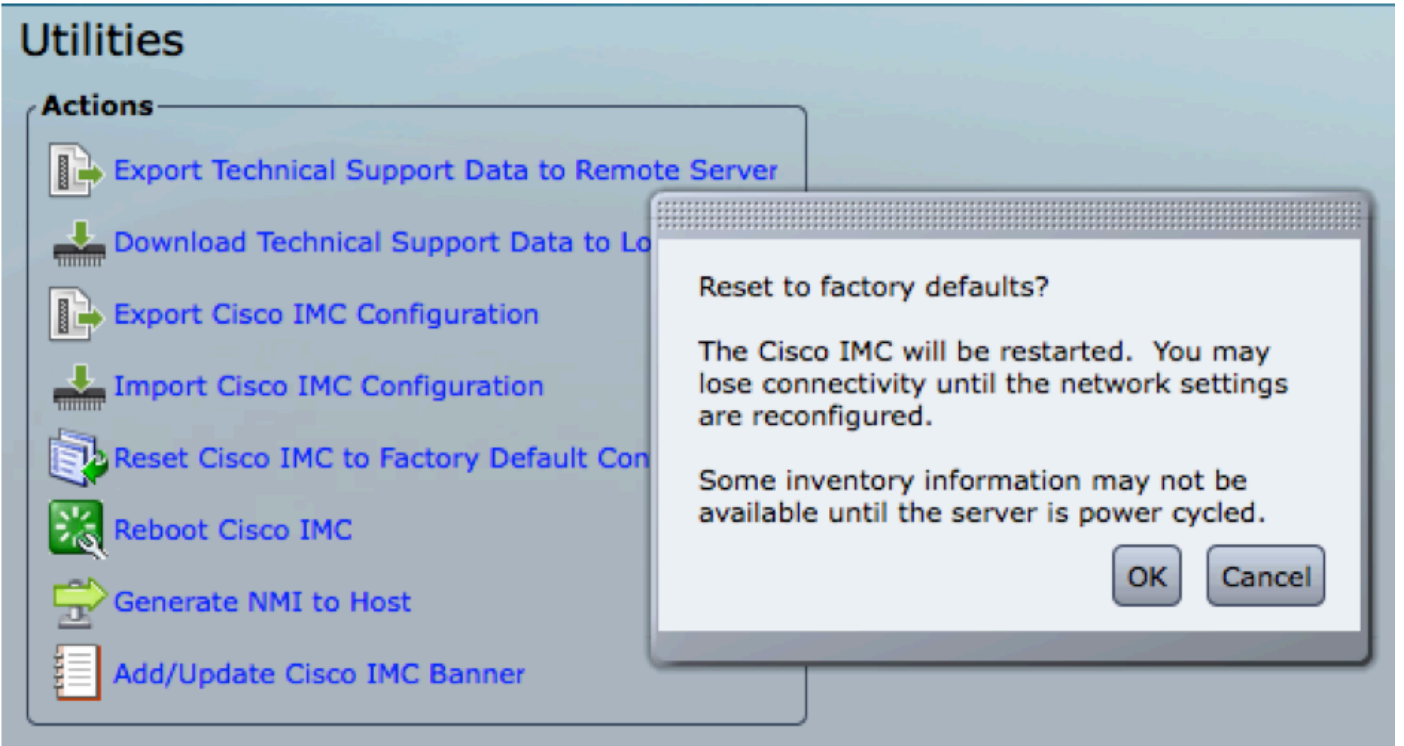 Utilities
Actions
Export Technical Support Data to Remote Server
Download Technical Support Data to Lo
Export Cisco IMC Configuration
Import Cisco IMC Configuration
Reset Cisco IMC to Factory Default Con
Reboot Cisco IMC
Generate NMI to Host
Add/Update Cisco IMC Banner
Reset to factory defaults?
The Cisco IMC will be restarted. You may
lose connectivity until the network settings
are reconfigured.
Some inventory information may not be
available until the server is power cycled.
OK
Cancel